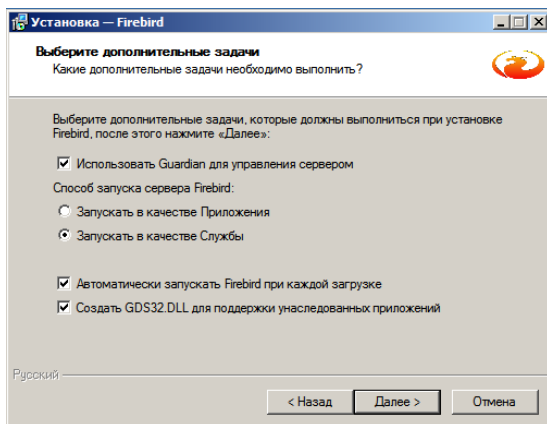 Установка — Firebird
Выберите дополнительные задачи
Какие дополнительные задачи необходимо выполнить?
Выберите дополнительные задачи, которые должны выполниться при установке
Firebird, после этого нажмите «Далее»:
Использовать Guardian для управления сервером
Способ запуска сервера Firebird:
Запускать в качестве Приложения
Запускать в качестве Службы
Автоматически запускать Firebird при каждой загрузке
Создать GDS32.DLL для поддержки унаследованных приложений
Русский
< Назад
Далее >
Отмена